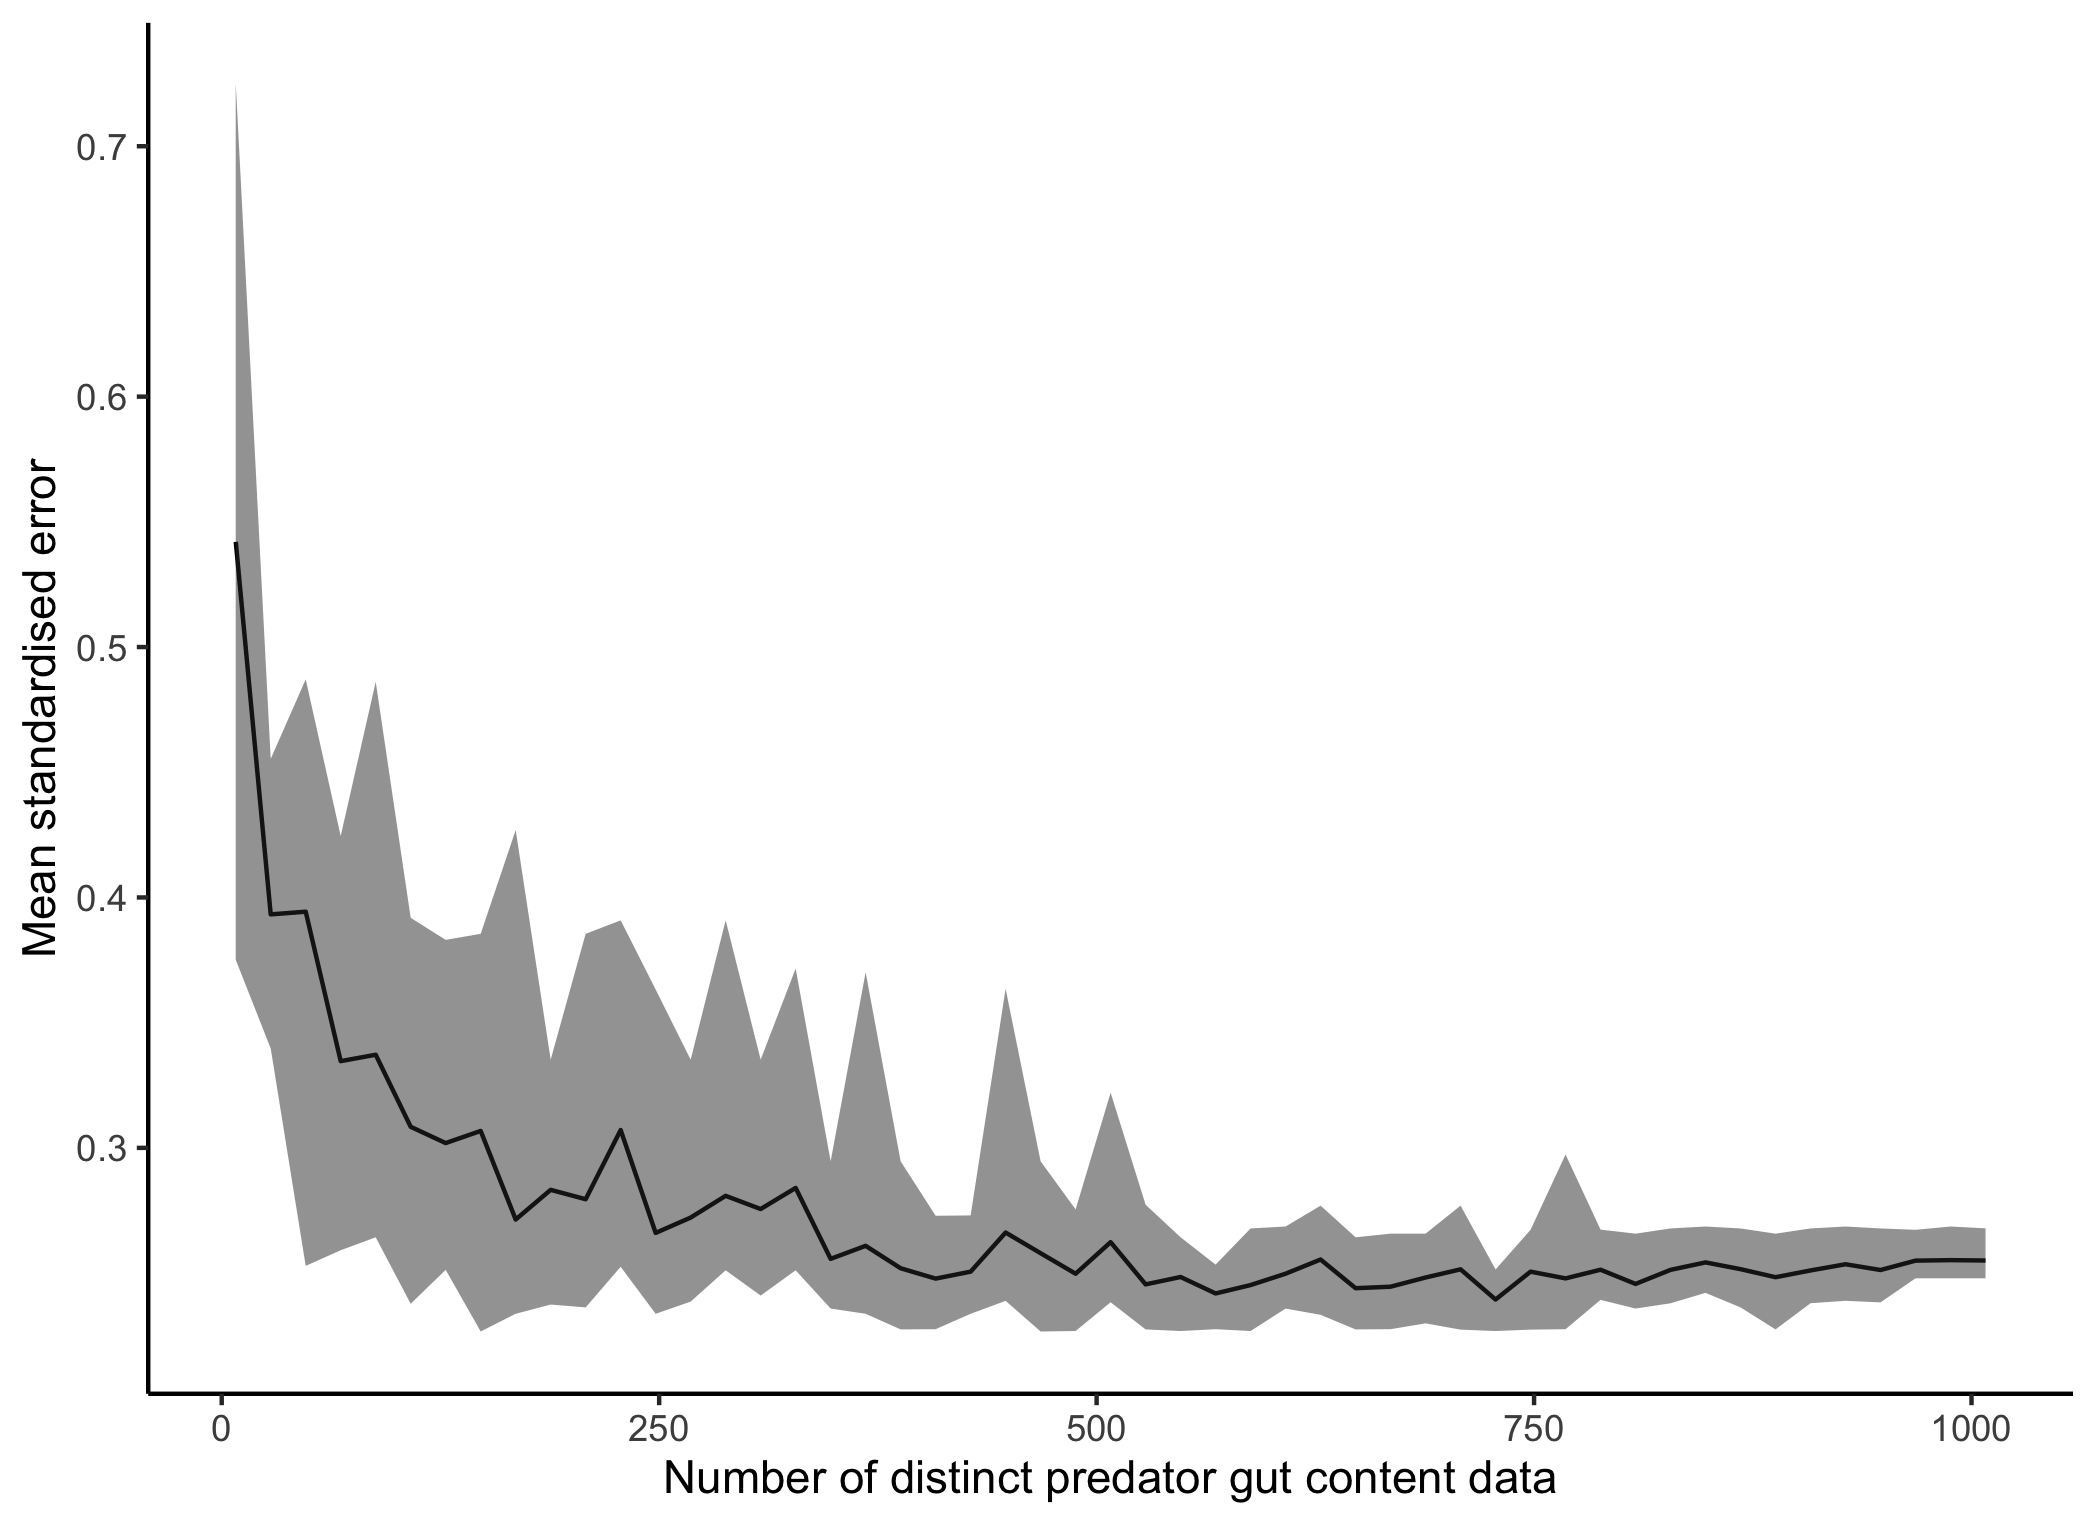 Mean standardised error
0.7
0.6
0.5
0.4
0.3
0 250 500 750 1000
Number of distinct predator gut content data